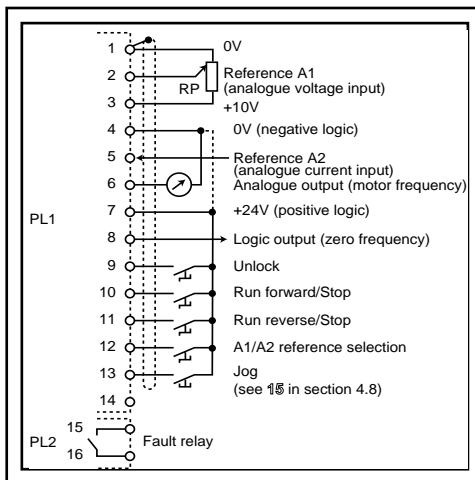 1 0V
2 RP Reference A1
(analogue voltage input)
3 +10V
4 0V (negative logic)
5 Reference A2
(analogue current input)
6 Analogue output (motor frequency)
PL1
7 +24V (positive logic)
8 Logic output (zero frequency)
9 Unlock
10 Run forward/Stop
11 Run reverse/Stop
12 A1/A2 reference selection
13 Jog
(see 15 in section 4.8)
14
15
PL2 Fault relay
16